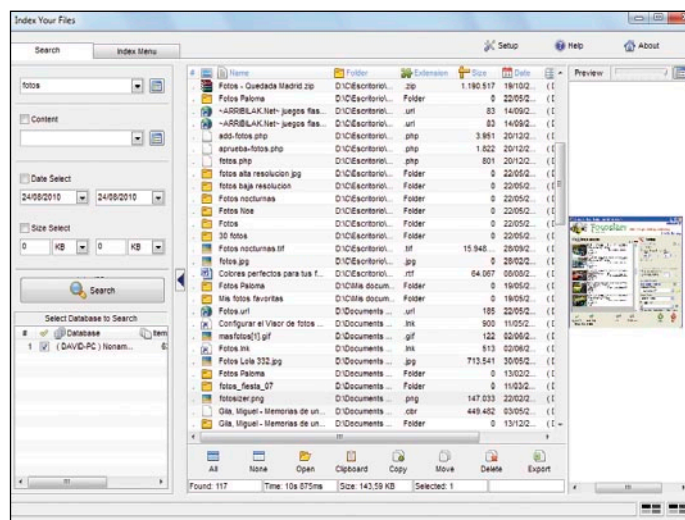 Index Your Files
Search
Index Menu
Setup
Help
About
fotos
Content
Date Select
24/08/2010 24/08/2010
Size Select
0 KB 0 KB
Search
Select Database to Search
# Database Item
1 ( DAVID-PC ) Nonam...
# Name Folder Extension Size Date
Fotos - Quedada Madrid.zip D:\C\Escritorio\... .zip 1.190.517 19/10/2...
Fotos Paloma D:\C\Escritorio\... Folder 0 22/05/2...
~ARRIBILAK.Net~ juegos flas... D:\C\Escritorio\... .url 83 14/09/2...
~ARRIBILAK.Net~ juegos flas... D:\C\Escritorio\... .url 83 14/09/2...
add-fotos.php D:\C\Escritorio\... .php 3.951 20/12/2...
aprueba-fotos.php D:\C\Escritorio\... .php 1.822 20/12/2...
fotos.php D:\C\Escritorio\... .php 801 20/12/2...
fotos alta resolucion jpg D:\C\Escritorio\... Folder 0 22/05/2...
fotos baja resolucion D:\C\Escritorio\... Folder 0 22/05/2...
Fotos nocturnas D:\C\Escritorio\... Folder 0 22/05/2...
Fotos Noe D:\C\Escritorio\... Folder 0 22/05/2...
Fotos D:\C\Escritorio\... Folder 0 22/05/2...
30 fotos D:\C\Escritorio\... Folder 0 22/05/2...
Fotos nocturnas.tif D:\C\Escritorio\... .tif 15.948.... 28/09/2...
fotos.jpg D:\C\Escritorio\... .jpg 0 28/02/2...
Colores perfectos para tus f... D:\C\Escritorio\... .rtf 64.067 08/08/2...
Fotos Paloma D:\C\Mis docum... Folder 0 19/05/2...
Mis fotos favoritas D:\C\Mis docum... Folder 0 19/05/2...
Fotos.url D:\Documents ... .url 185 22/05/2...
Configurar el Visor de fotos ... D:\Documents ... .lnk 900 11/05/2...
masfotos[1].gif D:\Documents ... .gif 122 02/06/2...
Fotos.lnk D:\Documents ... .lnk 513 02/06/2...
Fotos Lola 332.jpg D:\Documents ... .jpg 713.541 30/05/2...
Fotos Paloma D:\Documents ... Folder 0 13/02/2...
fotos_fiesta_07 D:\Documents ... Folder 0 11/03/2...
fotosizer.png D:\Documents ... .png 147.033 22/02/2...
Gila, Miguel - Memorias de un... D:\Documents ... .cbr 449.482 03/05/2...
Gila, Miguel - Memorias de un... D:\Documents ... Folder 0 13/12/2...
All None Open Clipboard Copy Move Delete Export
Found: 117 Time: 10s 875ms Size: 143,59 KB Selected: 1
Preview
Fotosizer